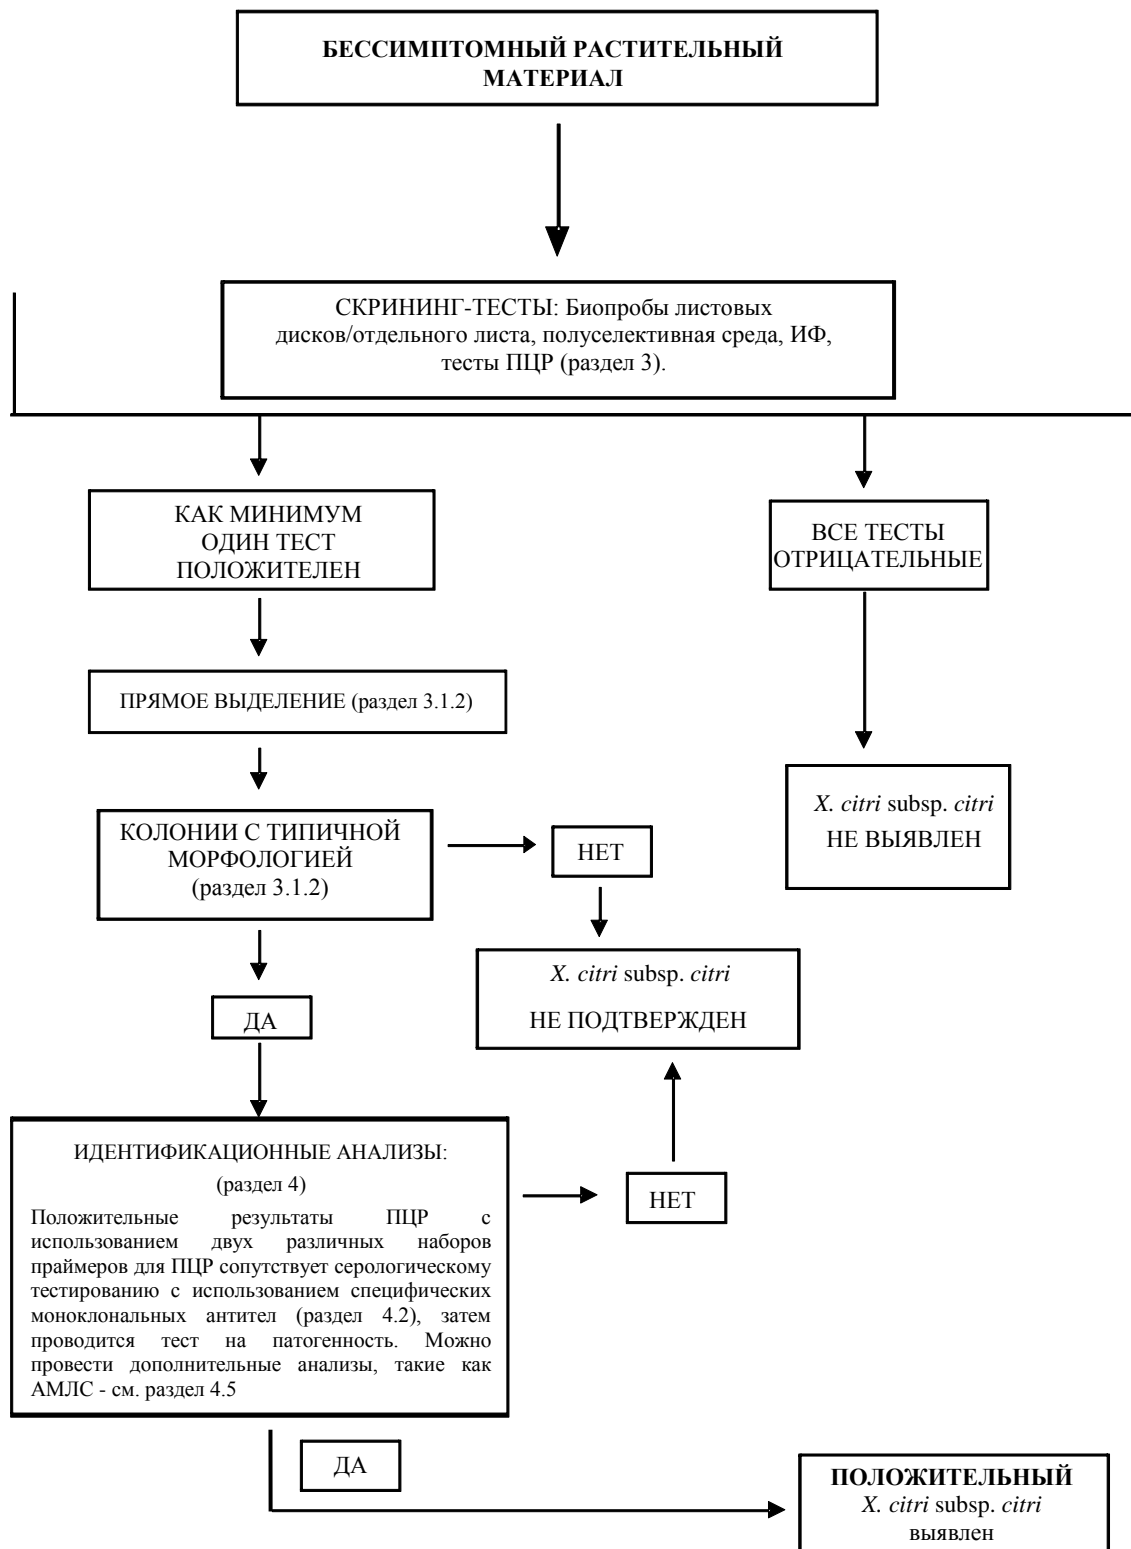 БЕССИМПТОМНЫЙ РАСТИТЕЛЬНЫЙ
МАТЕРИАЛ
СКРИНИНГ-ТЕСТЫ: Биопробы листовых
дисков/отдельного листа, полуселективная среда, ИФ,
тесты ПЦР (раздел 3).
КАК МИНИМУМ
ОДИН ТЕСТ
ПОЛОЖИТЕЛЕН
ВСЕ ТЕСТЫ
ОТРИЦАТЕЛЬНЫЕ
ПРЯМОЕ ВЫДЕЛЕНИЕ (раздел 3.1.2)
X. citri subsp. citri
НЕ ВЫЯВЛЕН
КОЛОНИИ С ТИПИЧНОЙ
МОРФОЛОГИЕЙ
(раздел 3.1.2)
НЕТ
X. citri subsp. citri
НЕ ПОДТВЕРЖДЕН
ДА
ИДЕНТИФИКАЦИОННЫЕ АНАЛИЗЫ:
(раздел 4)
Положительные результаты ПЦР с
использованием двух различных наборов
праймеров для ПЦР сопутствует серологическому
тестированию с использованием специфических
моноклональных антител (раздел 4.2), затем
проводится тест на патогенность. Можно
провести дополнительные анализы, такие как
АМЛС - см. раздел 4.5
НЕТ
ДА
ПОЛОЖИТЕЛЬНЫЙ
X. citri subsp. citri
выявлен